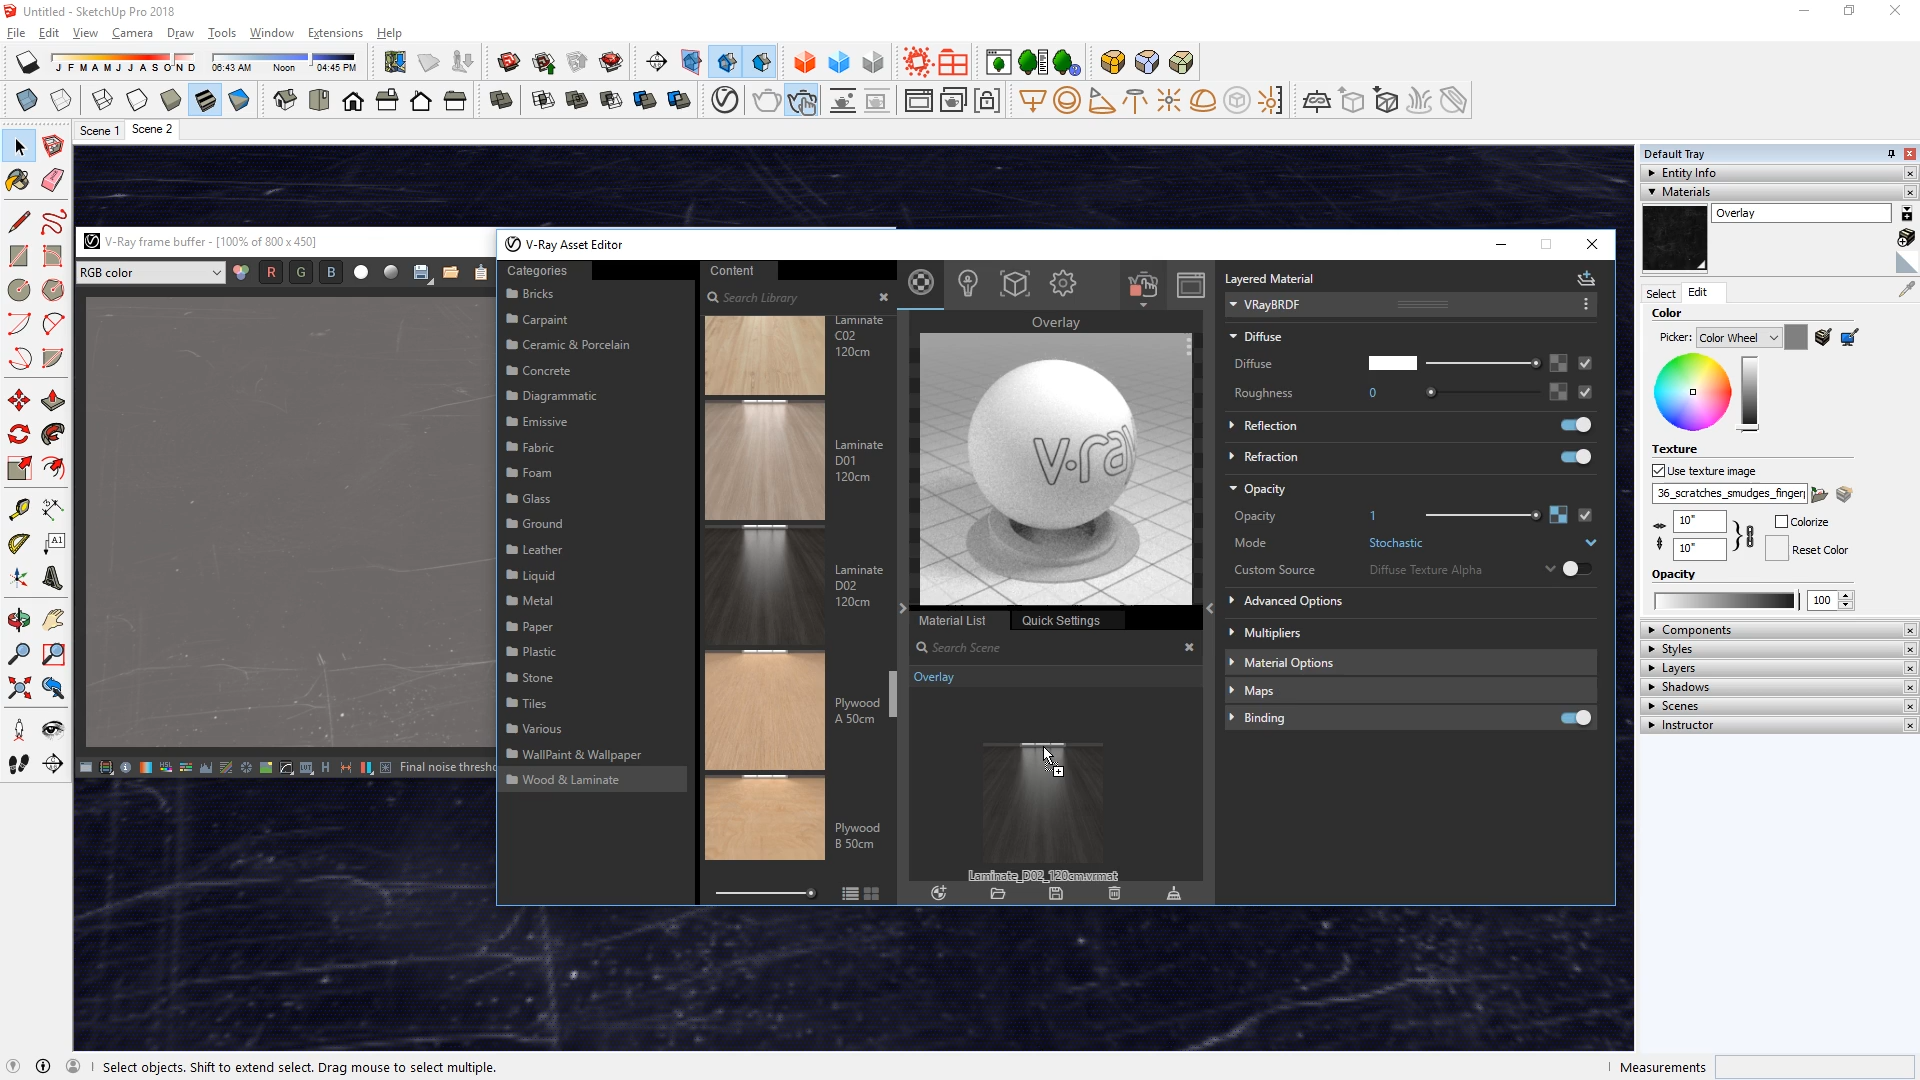 Untitled - SketchUp Pro 2018
File Edit View Camera Draw Tools Window Extensions Help
J F M A M J J A S O N D
06:43 AM Noon 04:45 PM
Scene 1
Scene 2
V-Ray frame buffer - [100% of 800 x 450]
RGB color
R G B
Final noise thresho
V-Ray Asset Editor
Categories
Bricks
Carpaint
Ceramic & Porcelain
Concrete
Diagrammatic
Emissive
Fabric
Foam
Glass
Ground
Leather
Liquid
Metal
Paper
Plastic
Stone
Tiles
Various
WallPaint & Wallpaper
Wood & Laminate
Content
Search Library
Laminate
C02
120cm
Laminate
D01
120cm
Laminate
D02
120cm
Plywood
A 50cm
Plywood
B 50cm
Overlay
v-ray
Material List
Quick Settings
Search Scene
Overlay
Laminate_D02_120cm.vrmat
Layered Material
VRayBRDF
Diffuse
Diffuse
Roughness 0
Reflection
Refraction
Opacity
Opacity 1
Mode Stochastic
Custom Source Diffuse Texture Alpha
Advanced Options
Multipliers
Material Options
Maps
Binding
Default Tray
Entity Info
Materials
Overlay
Select Edit
Color
Picker: Color Wheel
Texture
Use texture image
36_scratches_smudges_finger
10"
Colorize
10"
Reset Color
Opacity
100
Components
Styles
Layers
Shadows
Scenes
Instructor
Select objects. Shift to extend select. Drag mouse to select multiple.
Measurements